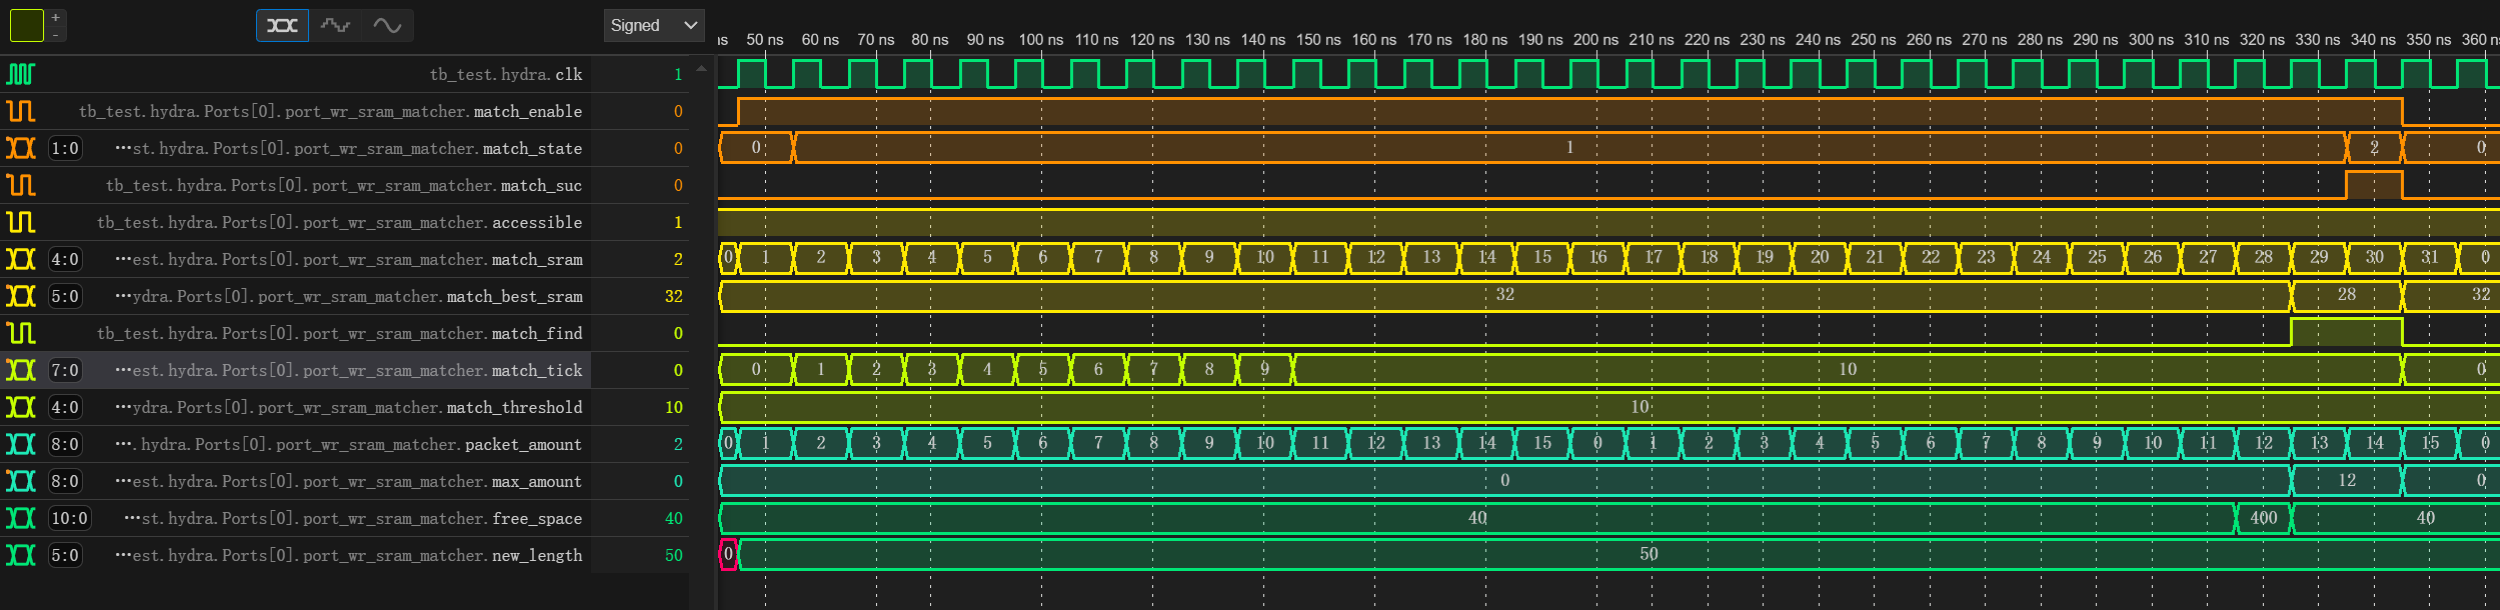 +
-
Signed
ns 50 ns 60 ns 70 ns 80 ns 90 ns 100 ns 110 ns 120 ns 130 ns 140 ns 150 ns 160 ns 170 ns 180 ns 190 ns 200 ns 210 ns 220 ns 230 ns 240 ns 250 ns 260 ns 270 ns 280 ns 290 ns 300 ns 310 ns 320 ns 330 ns 340 ns 350 ns 360 ns
tb_test.hydra.clk 1
tb_test.hydra.Ports[0].port_wr_sram_matcher.match_enable 0
1:0 ···st.hydra.Ports[0].port_wr_sram_matcher.match_state 0 0 1 2 0
tb_test.hydra.Ports[0].port_wr_sram_matcher.match_suc 0
tb_test.hydra.Ports[0].port_wr_sram_matcher.accessible 1
4:0 ···est.hydra.Ports[0].port_wr_sram_matcher.match_sram 2 0 1 2 3 4 5 6 7 8 9 10 11 12 13 14 15 16 17 18 19 20 21 22 23 24 25 26 27 28 29 30 31 0
5:0 ···ydra.Ports[0].port_wr_sram_matcher.match_best_sram 32 32 28 32
tb_test.hydra.Ports[0].port_wr_sram_matcher.match_find 0
7:0 ···est.hydra.Ports[0].port_wr_sram_matcher.match_tick 0 0 1 2 3 4 5 6 7 8 9 10 0
4:0 ···ydra.Ports[0].port_wr_sram_matcher.match_threshold 10 10
8:0 ···.hydra.Ports[0].port_wr_sram_matcher.packet_amount 2 0 1 2 3 4 5 6 7 8 9 10 11 12 13 14 15 0 1 2 3 4 5 6 7 8 9 10 11 12 13 14 15 0
8:0 ···est.hydra.Ports[0].port_wr_sram_matcher.max_amount 0 0 12 0
10:0 ···st.hydra.Ports[0].port_wr_sram_matcher.free_space 40 40 400 40
5:0 ···est.hydra.Ports[0].port_wr_sram_matcher.new_length 50 0 50